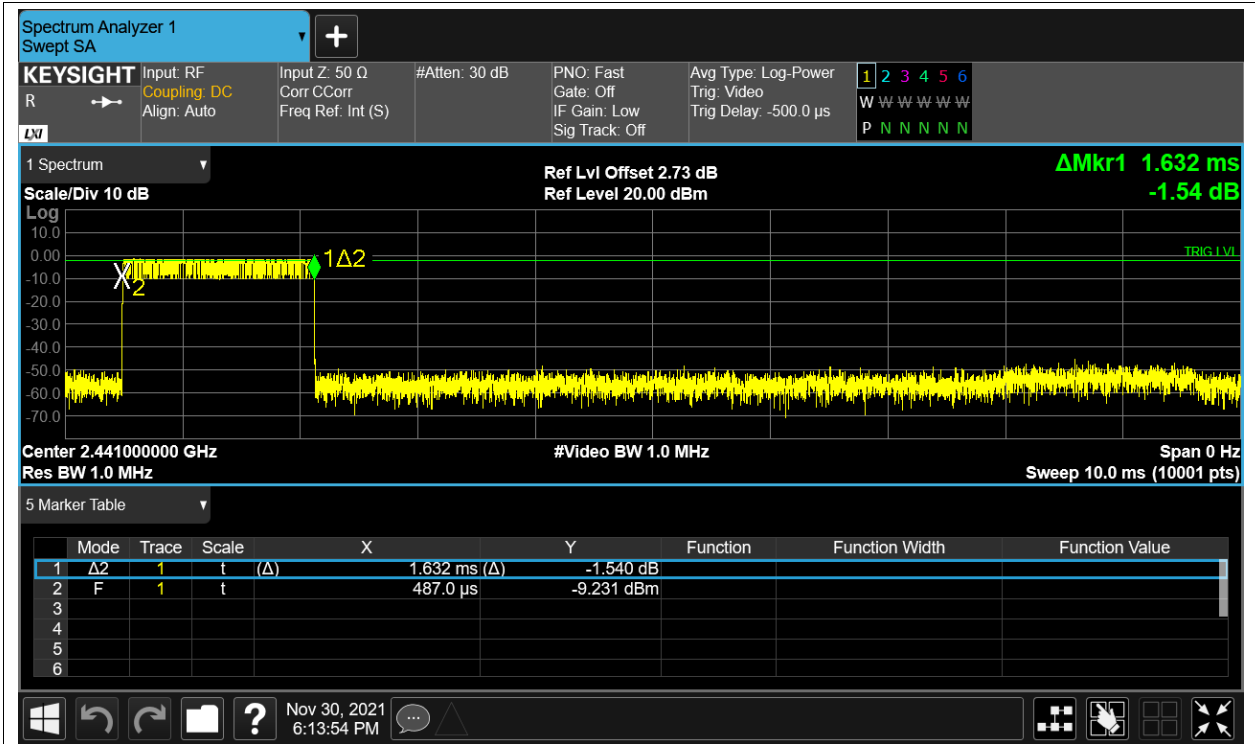 Spectrum Analyzer 1
Swept SA
KEYSIGHT
R
LXI
Input: RF
Coupling: DC
Align: Auto
Input Z: 50 Ω
Corr CCorr
Freq Ref: Int (S)
#Atten: 30 dB
PNO: Fast
Gate: Off
IF Gain: Low
Sig Track: Off
Avg Type: Log-Power
Trig: Video
Trig Delay: -500.0 µs
1 2 3 4 5 6
W W W W W W
P N N N N N
1 Spectrum
Scale/Div 10 dB
Ref Lvl Offset 2.73 dB
Ref Level 20.00 dBm
ΔMkr1 1.632 ms
-1.54 dB
Log
10.0
0.00
-10.0
-20.0
-30.0
-40.0
-50.0
-60.0
-70.0
X2
1Δ2
TRIG LVL
Center 2.441000000 GHz
Res BW 1.0 MHz
#Video BW 1.0 MHz
Span 0 Hz
Sweep 10.0 ms (10001 pts)
5 Marker Table
Mode Trace Scale X Y Function Function Width Function Value
1 Δ2 1 t (Δ) 1.632 ms (Δ) -1.540 dB
2 F 1 t 487.0 µs -9.231 dBm
3
4
5
6
?
Nov 30, 2021
6:13:54 PM